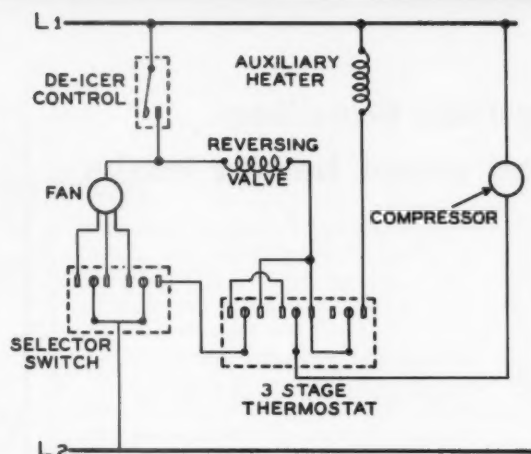 L1
DE-ICER
CONTROL
AUXILIARY
HEATER
REVERSING
VALVE
FAN
COMPRESSOR
SELECTOR
SWITCH
3 STAGE
THERMOSTAT
L2